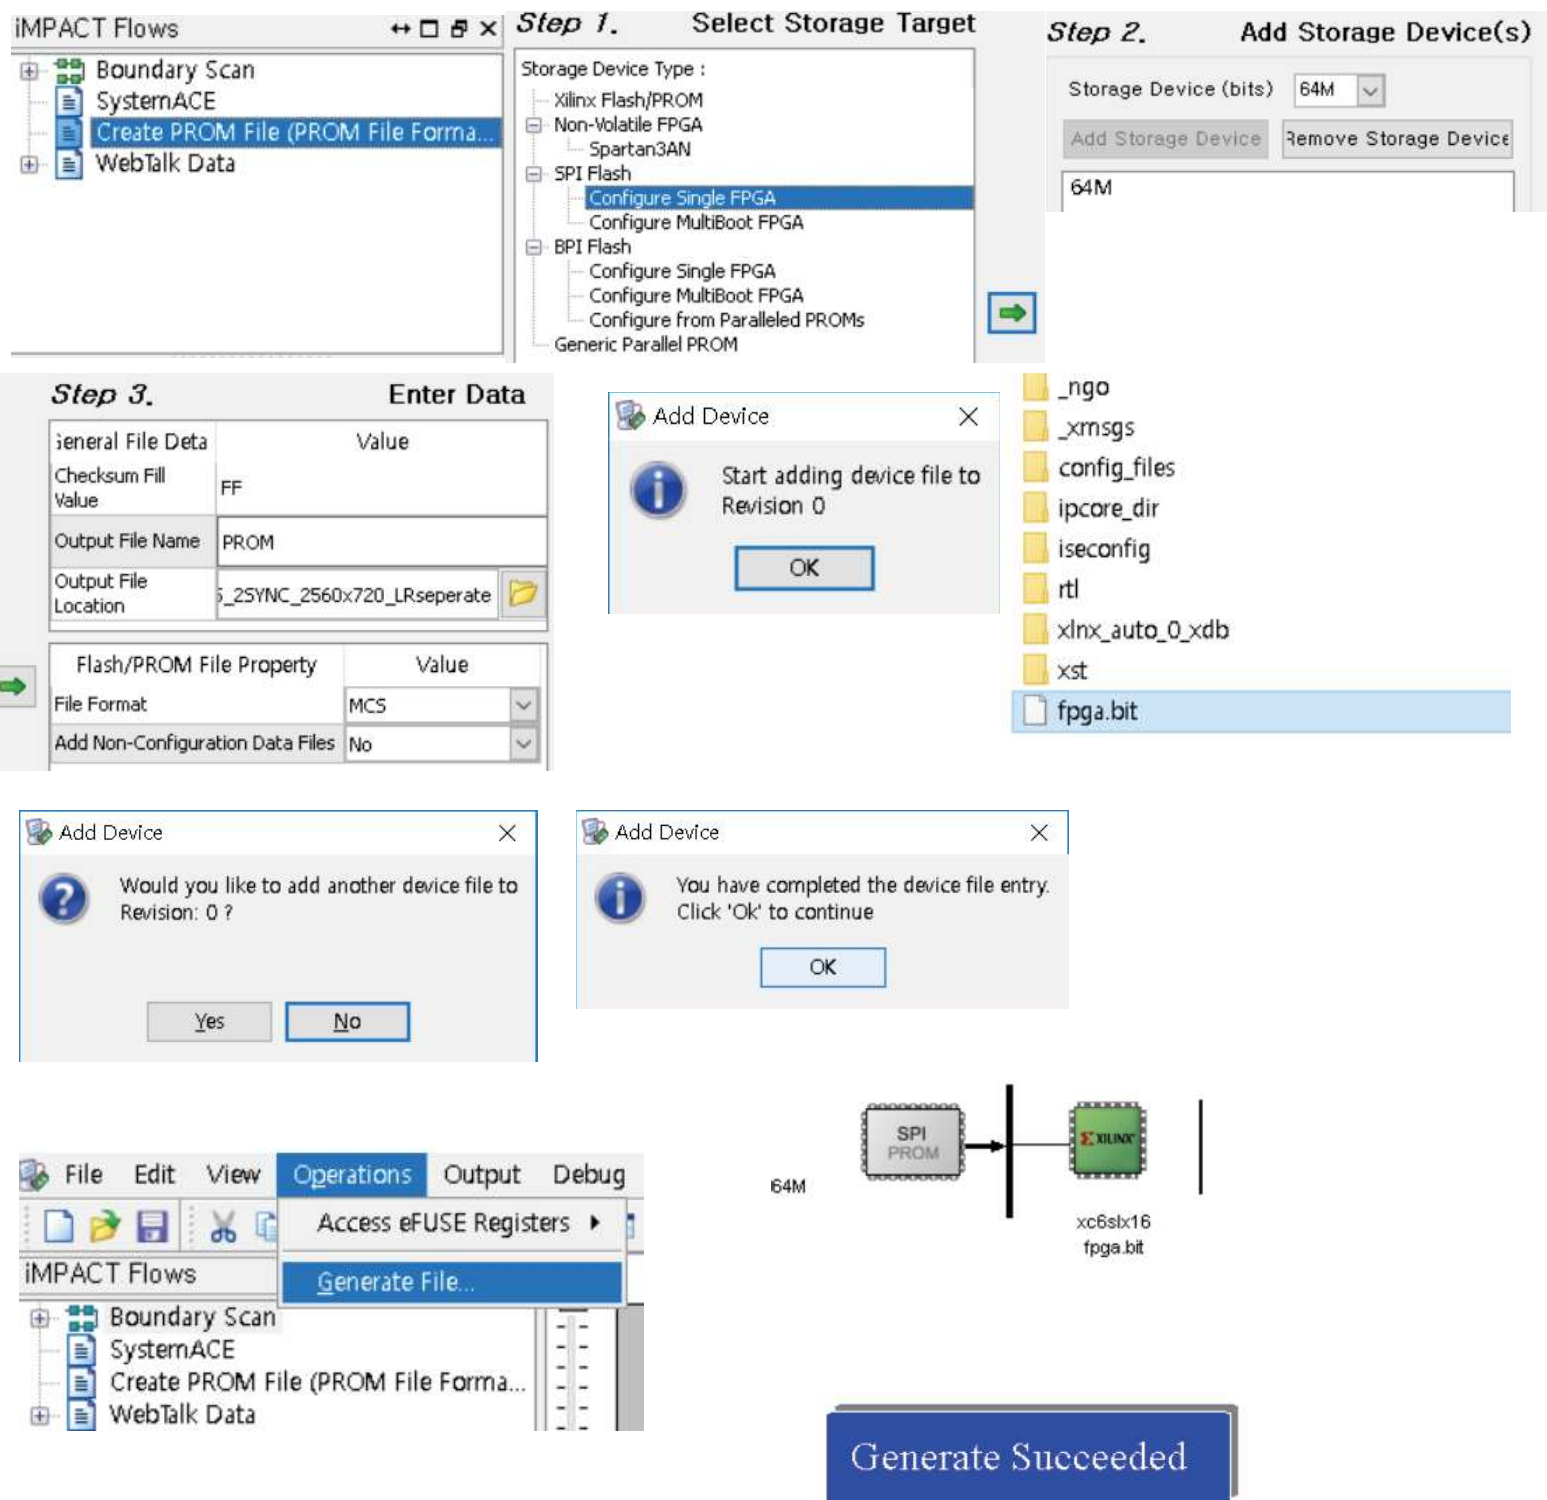 iMPACT Flows
Boundary Scan
SystemACE
Create PROM File (PROM File Forma...
WebTalk Data
Step 1. Select Storage Target
Storage Device Type :
Xilinx Flash/PROM
Non-Volatile FPGA
Spartan3AN
SPI Flash
Configure Single FPGA
Configure MultiBoot FPGA
BPI Flash
Configure Single FPGA
Configure MultiBoot FPGA
Configure from Paralleled PROMs
Generic Parallel PROM
Step 2. Add Storage Device(s)
Storage Device (bits) 64M
Add Storage Device Remove Storage Device
64M
Step 3. Enter Data
General File Deta Value
Checksum Fill
Value
FF
Output File Name PROM
Output File
Location
_2SYNC_2560x720_LRseperate
Flash/PROM File Property Value
File Format MCS
Add Non-Configuration Data Files No
Add Device
Start adding device file to
Revision 0
OK
_ngo
_xmsgs
config_files
ipcore_dir
iseconfig
rtl
xlnx_auto_0_xdb
xst
fpga.bit
Add Device
Would you like to add another device file to
Revision: 0 ?
Yes No
Add Device
You have completed the device file entry.
Click 'Ok' to continue
OK
File Edit View Operations Output Debug
Access eFUSE Registers
Generate File...
iMPACT Flows
Boundary Scan
SystemACE
Create PROM File (PROM File Forma...
WebTalk Data
SPI
PROM
XILINX
64M
xc6slx16
fpga.bit
Generate Succeeded